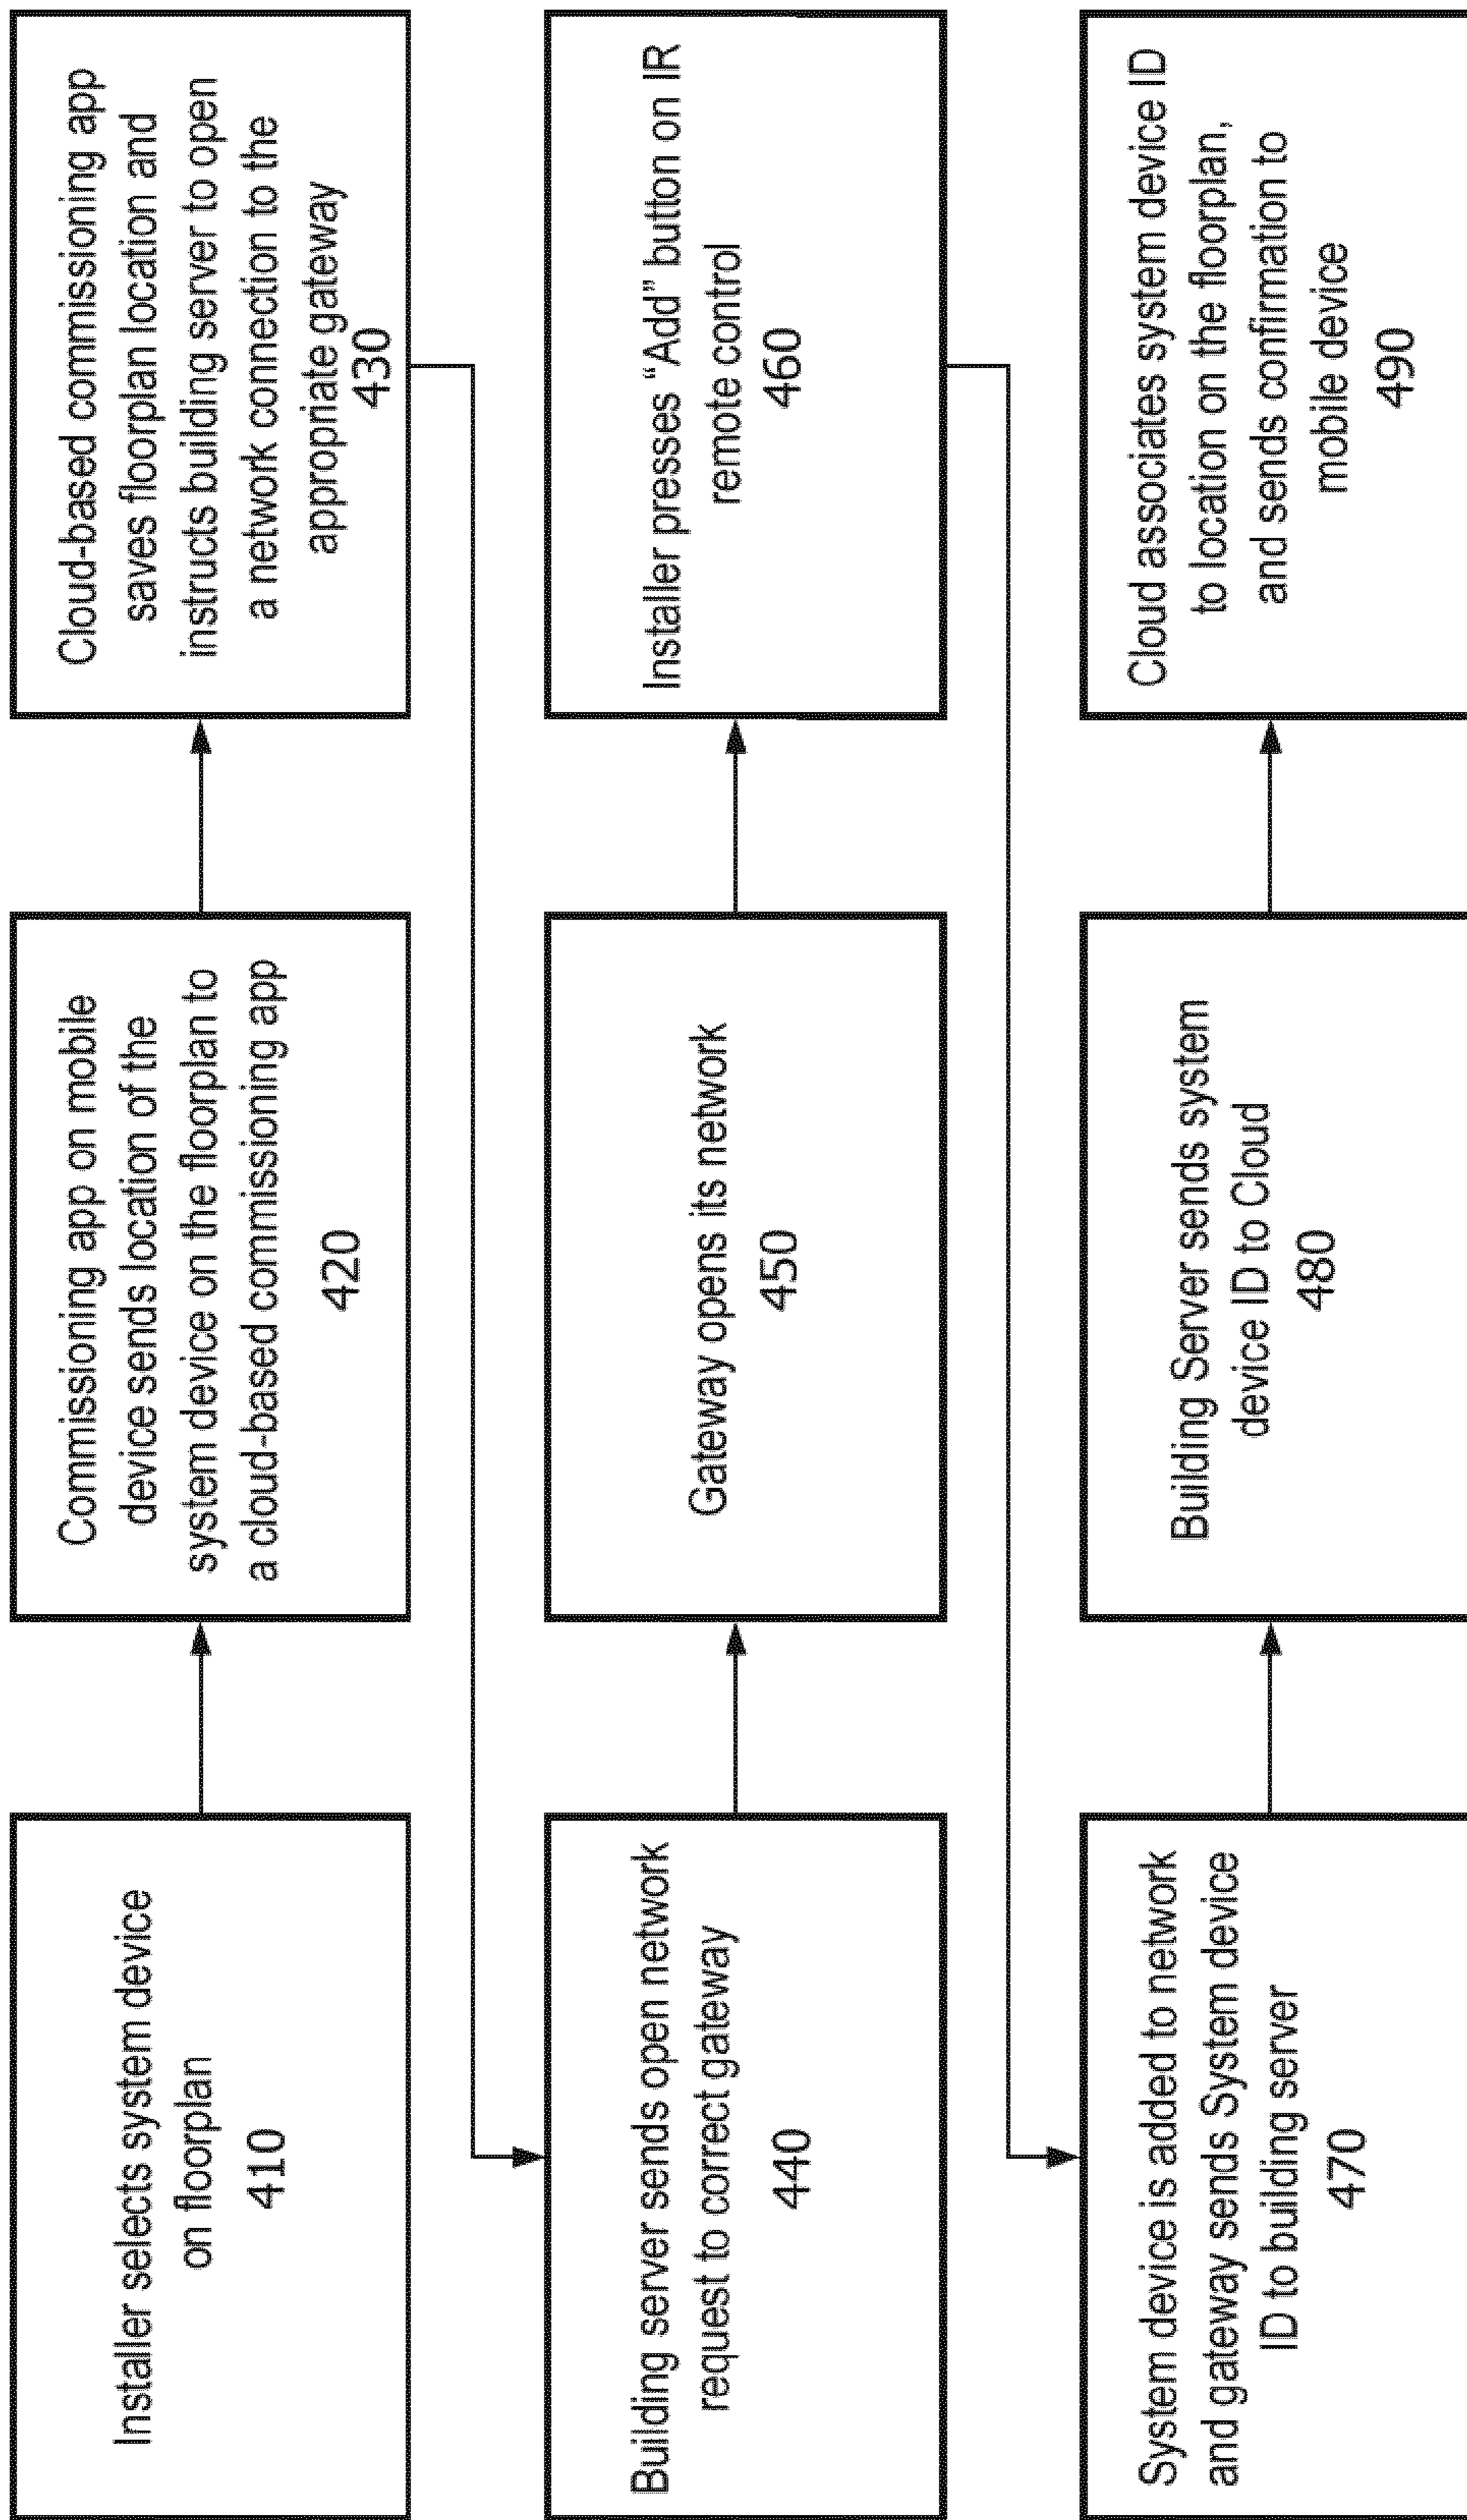 Installer selects system device
on floorplan
410
Commissioning app on mobile
device sends location of the
system device on the floorplan to
a cloud-based commissioning app
420
Cloud-based commissioning app
saves floorplan location and
instructs building server to open
a network connection to the
appropriate gateway
430
Building server sends open network
request to correct gateway
440
Gateway opens its network
450
Installer presses “Add” button on IR
remote control
460
System device is added to network
and gateway sends System device
ID to building server
470
Building Server sends system
device ID to Cloud
480
Cloud associates system device ID
to location on the floorplan,
and sends confirmation to
mobile device
490